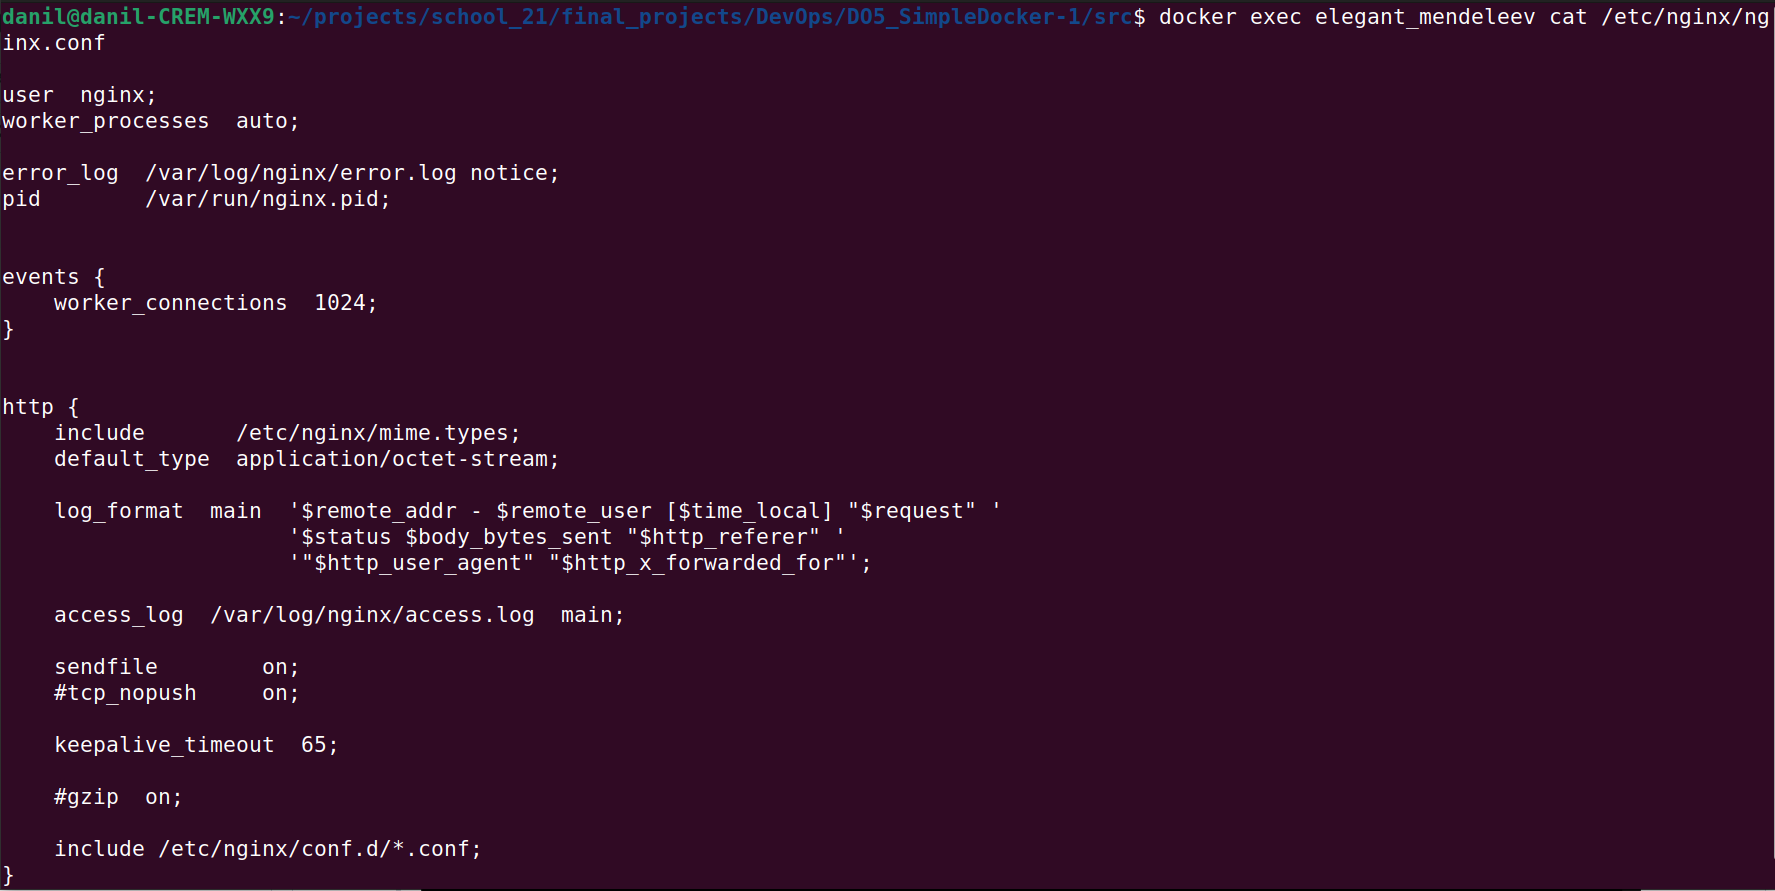 danil@danil-CREM-WXX9:~/projects/school_21/final_projects/DevOps/DO5_SimpleDocker-1/src$ docker exec elegant_mendeleev cat /etc/nginx/ng
inx.conf

user  nginx;
worker_processes  auto;

error_log  /var/log/nginx/error.log notice;
pid        /var/run/nginx.pid;


events {
    worker_connections  1024;
}


http {
    include       /etc/nginx/mime.types;
    default_type  application/octet-stream;

    log_format  main  '$remote_addr - $remote_user [$time_local] "$request" '
                      '$status $body_bytes_sent "$http_referer" '
                      '"$http_user_agent" "$http_x_forwarded_for"';

    access_log  /var/log/nginx/access.log  main;

    sendfile        on;
    #tcp_nopush     on;

    keepalive_timeout  65;

    #gzip  on;

    include /etc/nginx/conf.d/*.conf;
}